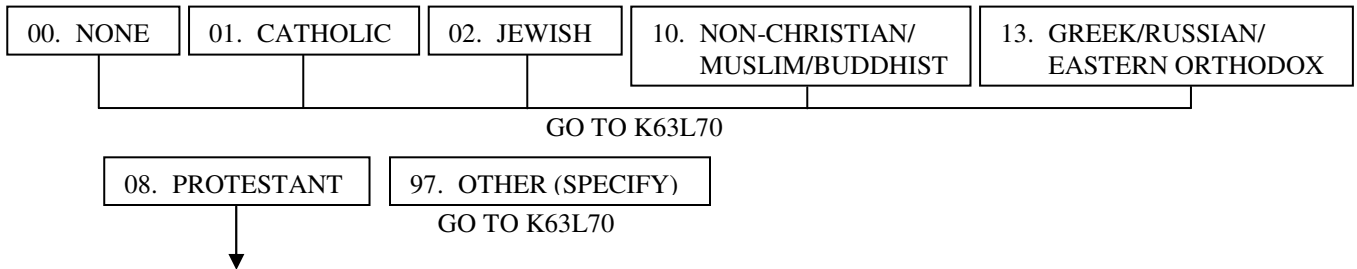 00. NONE 01. CATHOLIC 02. JEWISH 10. NON-CHRISTIAN/ 13. GREEK/RUSSIAN/
MUSLIM/BUDDHIST EASTERN ORTHODOX
GO TO K63L70
08. PROTESTANT 97. OTHER (SPECIFY)
GO TO K63L70